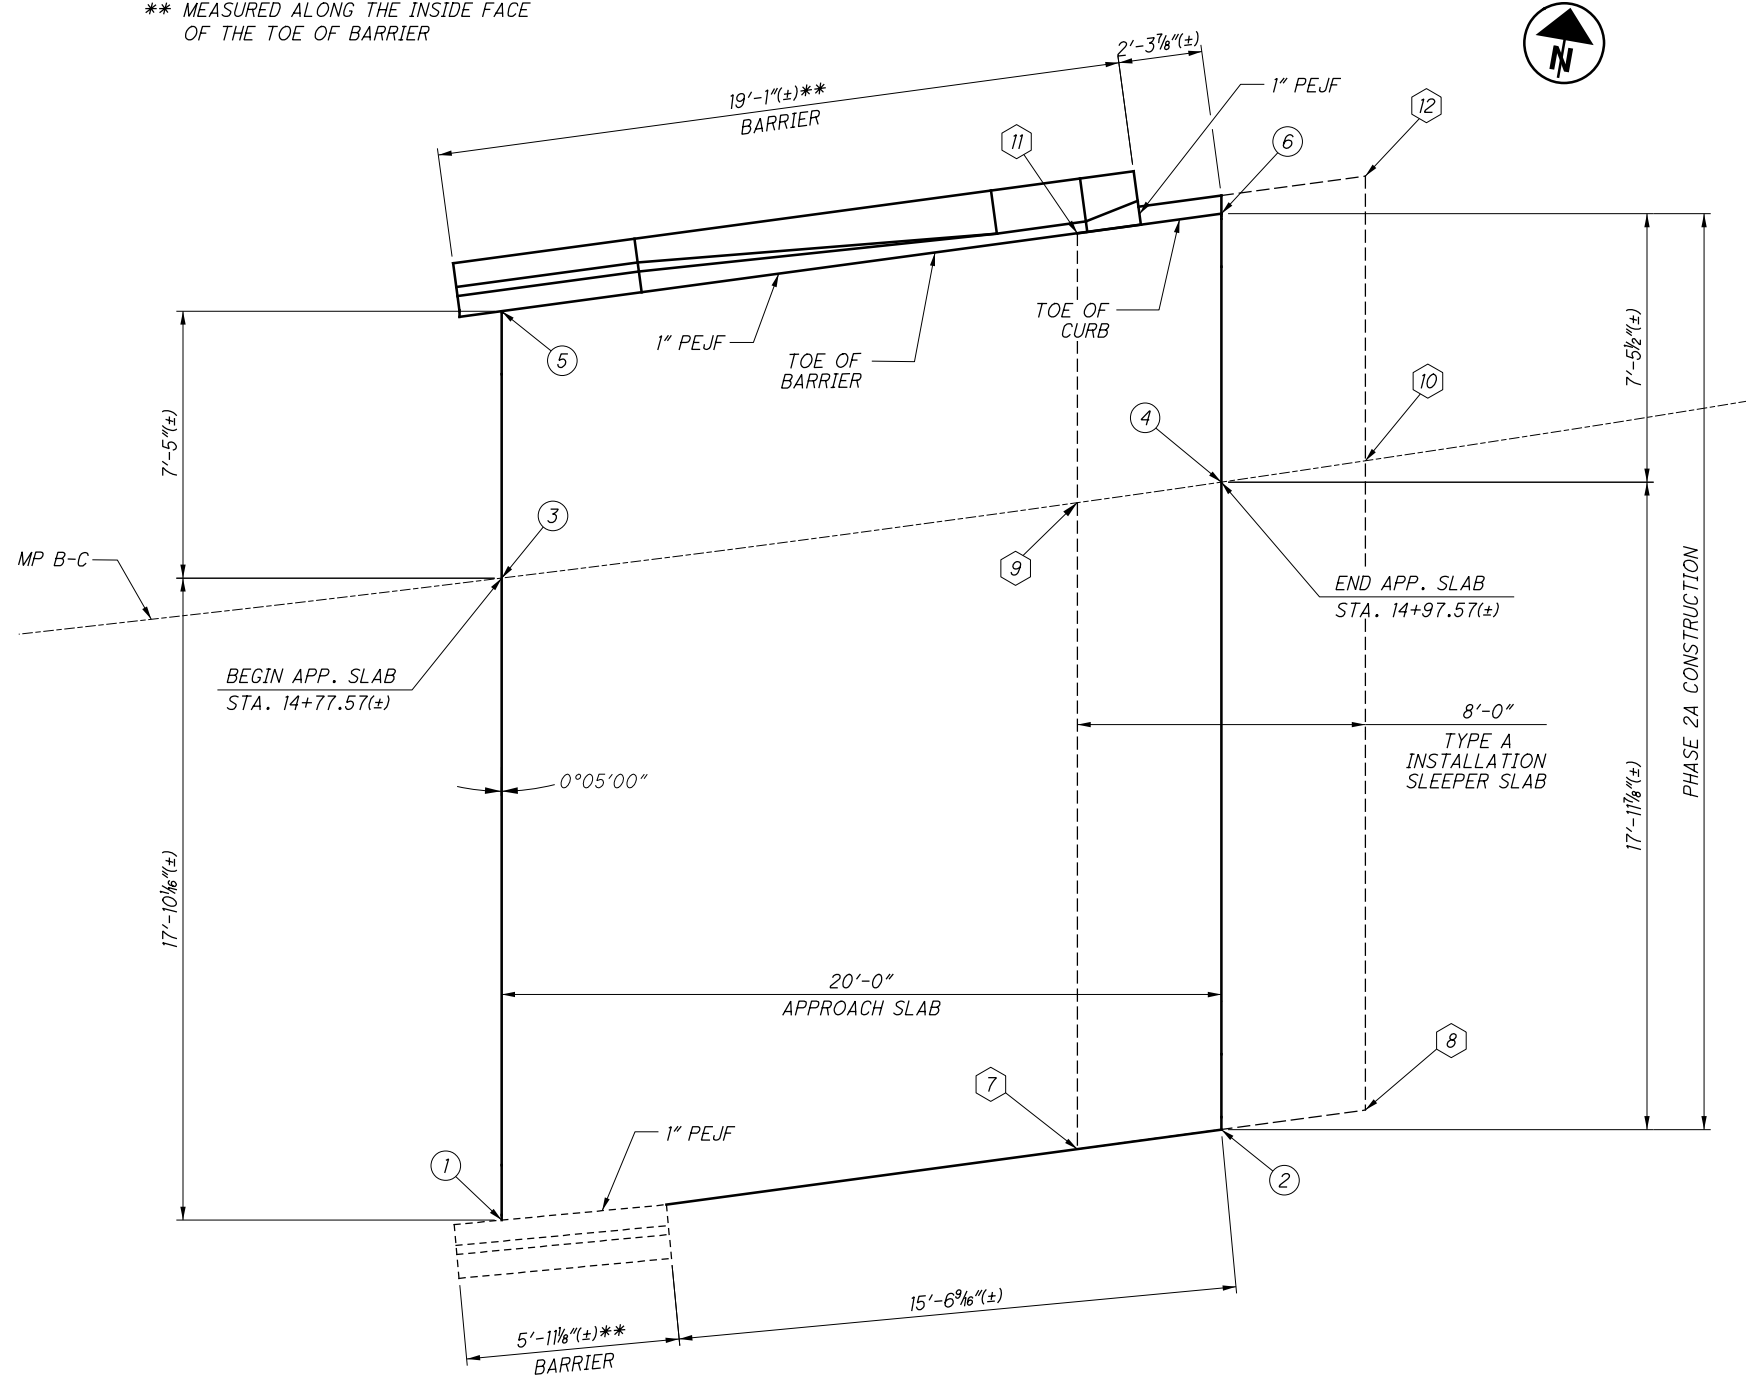 ** MEASURED ALONG THE INSIDE FACE
OF THE TOE OF BARRIER
N
2'-3⅞"(±)
19'-1"(±)**
BARRIER
1" PEJF
12
11
6
TOE OF
CURB
1" PEJF
TOE OF
BARRIER
5
7'-5"(±)
7'-5½"(±)
10
4
3
9
MP B-C
END APP. SLAB
STA. 14+97.57(±)
PHASE 2A CONSTRUCTION
BEGIN APP. SLAB
STA. 14+77.57(±)
8'-0"
TYPE A
INSTALLATION
SLEEPER SLAB
0°05'00"
17'-11⅞"(±)
17'-10 1/16"(±)
20'-0"
APPROACH SLAB
8
7
1" PEJF
1
2
15'-6 9/16"(±)
5'-11⅛"(±)**
BARRIER